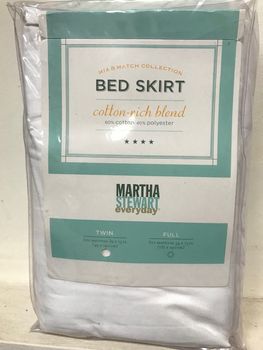 MIX & MATCH COLLECTION
BED SKIRT
cotton-rich blend
60% cotton 40% polyester
MARTHA
STEWART
everyday
TWIN
FULL